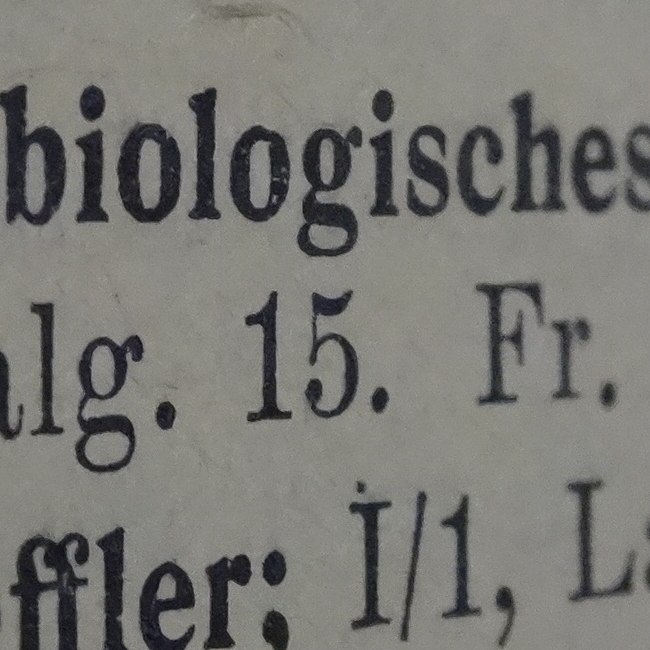 biologisches
alg. 15. Fr.
ffler; I/1, La